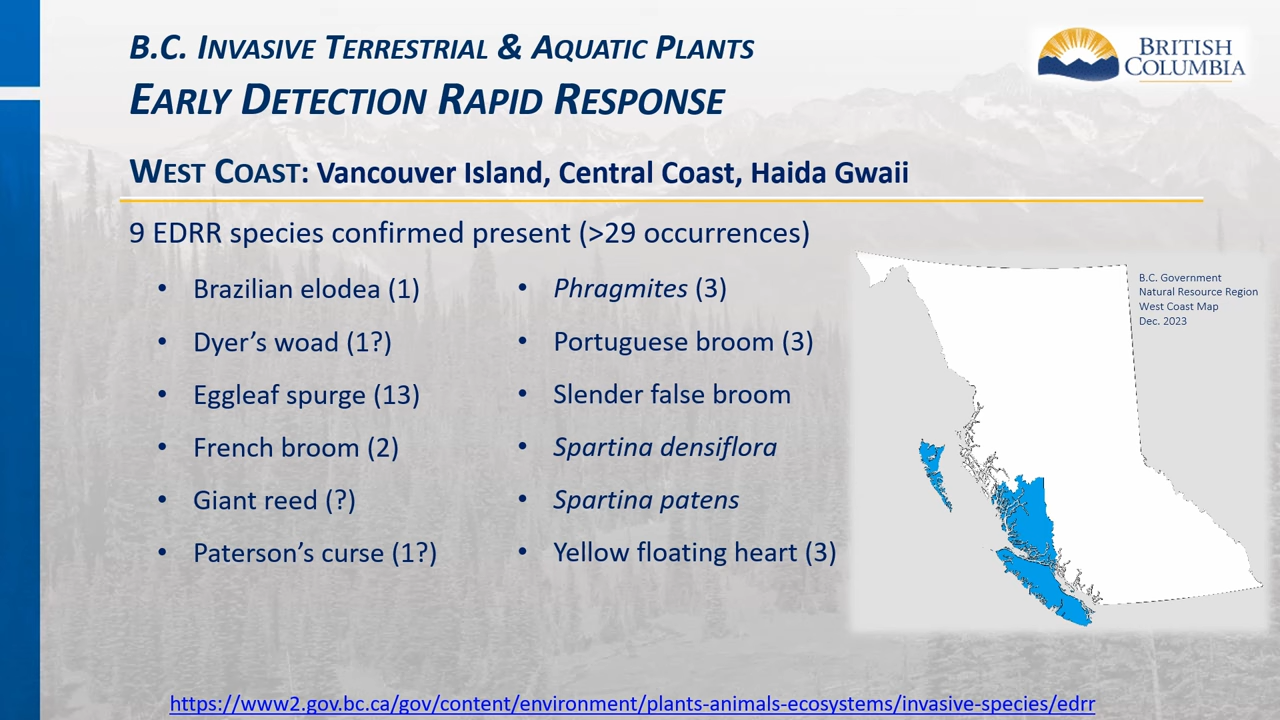 B.C. INVASIVE TERRESTRIAL & AQUATIC PLANTS
EARLY DETECTION RAPID RESPONSE
BRITISH
COLUMBIA
WEST COAST: Vancouver Island, Central Coast, Haida Gwaii
9 EDRR species confirmed present (>29 occurrences)
• Brazilian elodea (1)
• Dyer’s woad (1?)
• Eggleaf spurge (13)
• French broom (2)
• Giant reed (?)
• Paterson’s curse (1?)
• Phragmites (3)
• Portuguese broom (3)
• Slender false broom
• Spartina densiflora
• Spartina patens
• Yellow floating heart (3)
B.C. Government
Natural Resource Region
West Coast Map
Dec. 2023
https://www2.gov.bc.ca/gov/content/environment/plants-animals-ecosystems/invasive-species/edrr